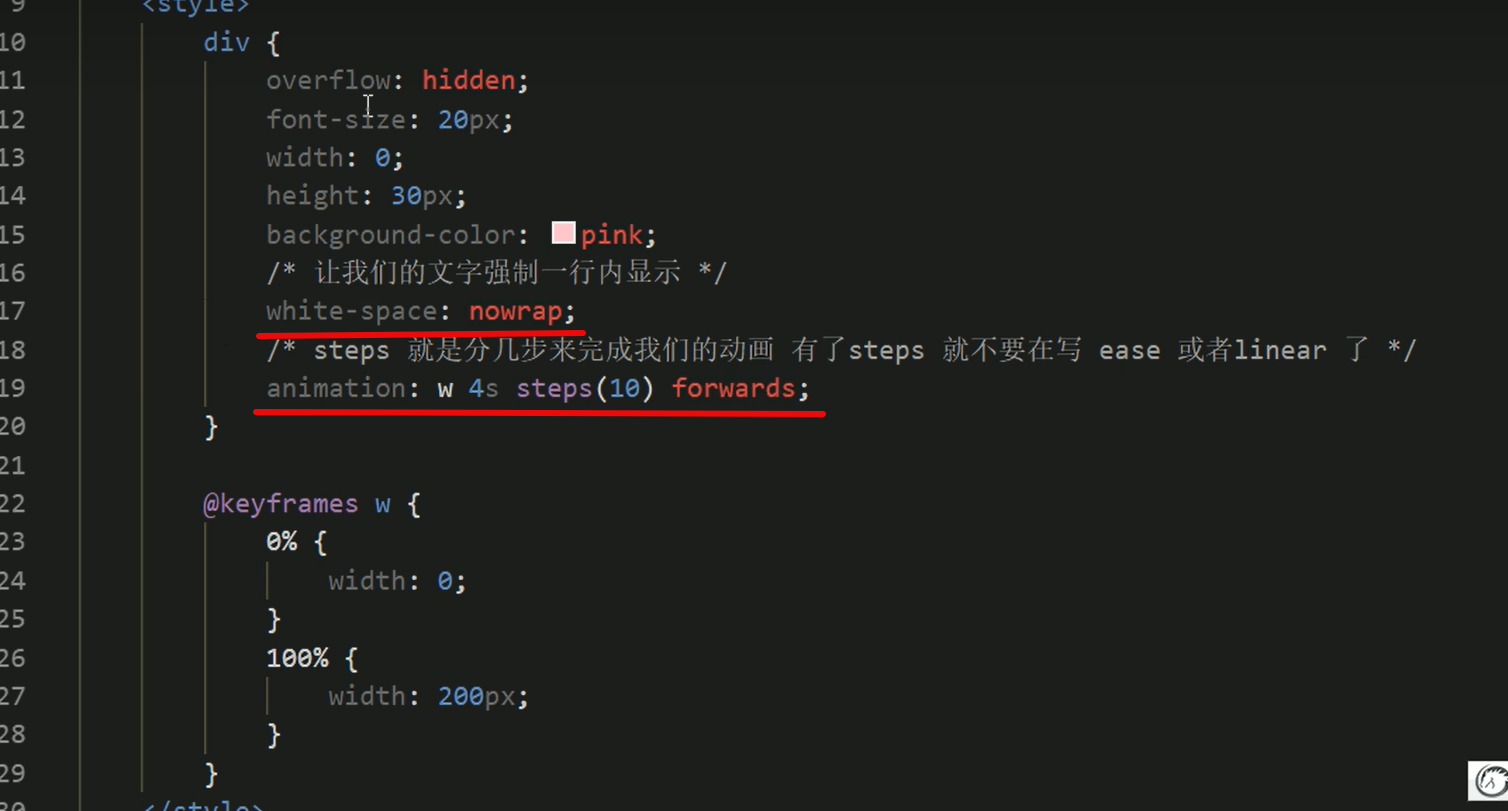 9 <style>
10 div {
11 overflow: hidden;
12 font-size: 20px;
13 width: 0;
14 height: 30px;
15 background-color: pink;
16 /* 让我们的文字强制一行内显示 */
17 white-space: nowrap;
18 /* steps 就是分几步来完成我们的动画 有了steps 就不要在写 ease 或者linear 了 */
19 animation: w 4s steps(10) forwards;
20 }
21
22 @keyframes w {
23 0% {
24 width: 0;
25 }
26 100% {
27 width: 200px;
28 }
29 }
30 </style>